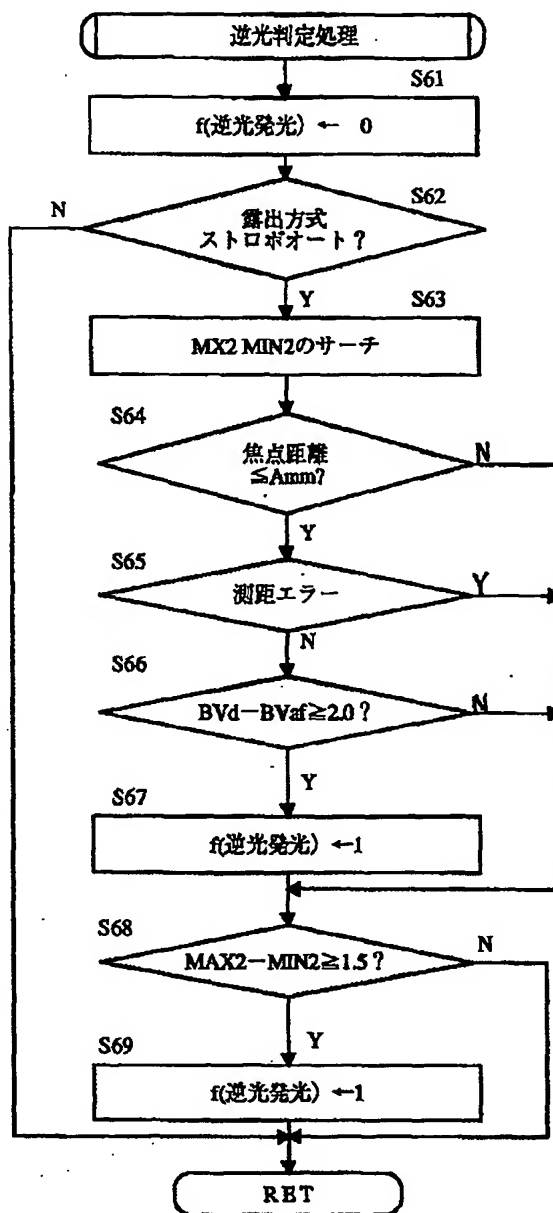 逆光判定処理
S61
f(逆光発光) ← 0
S62
N
露出方式
ストロボオート？
Y
S63
MX2 MIN2のサーチ
S64
焦点距離
≦Amm?
N
Y
S65
測距エラー
Y
N
S66
BVd－BVaf≧2.0？
N
Y
S67
f(逆光発光) ←1
S68
MAX2－MIN2≧1.5？
N
Y
S69
f(逆光発光) ←1
RET